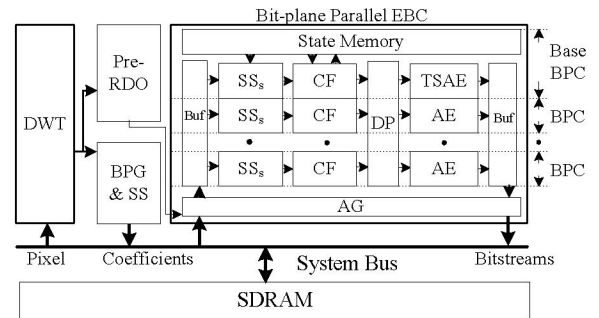 Bit-plane Parallel EBC
State Memory
Base
BPC
Pre-
RDO
DWT
Buf
SSs
CF
DP
TSAE
Buf
SSs
CF
AE
BPC
SSs
CF
AE
BPC
BPG
& SS
AG
Pixel
Coefficients
System Bus
Bitstreams
SDRAM